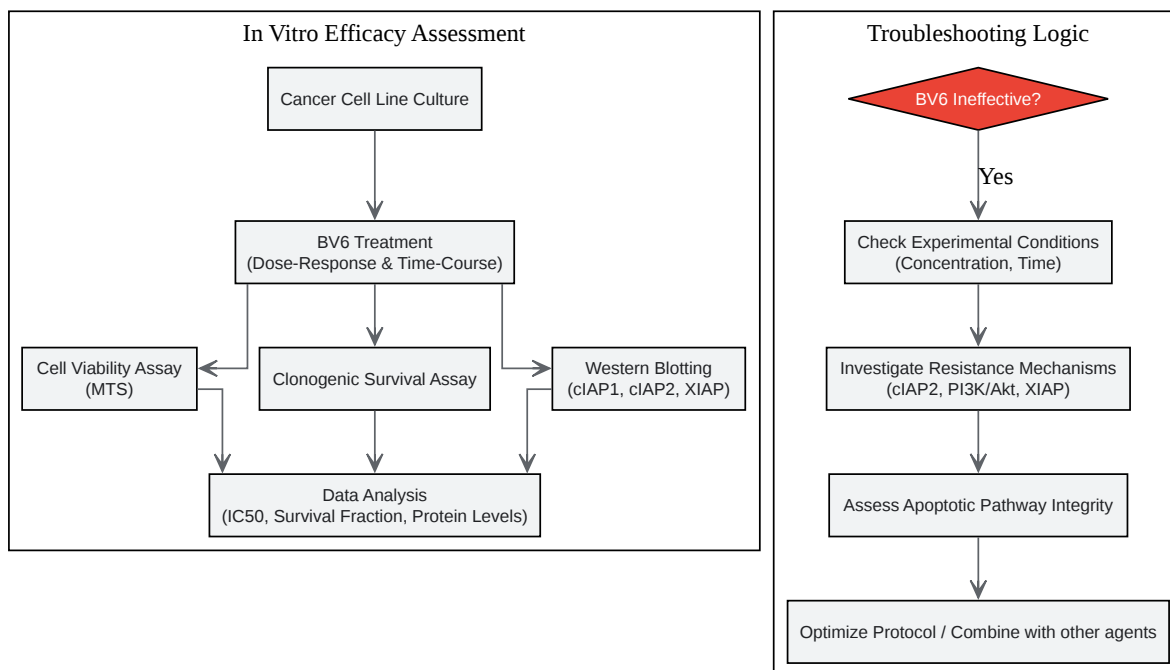 In Vitro Efficacy Assessment
Cancer Cell Line Culture
BV6 Treatment
(Dose-Response & Time-Course)
Cell Viability Assay
(MTS)
Clonogenic Survival Assay
Western Blotting
(cIAP1, cIAP2, XIAP)
Data Analysis
(IC50, Survival Fraction, Protein Levels)
Troubleshooting Logic
BV6 Ineffective?
Yes
Check Experimental Conditions
(Concentration, Time)
Investigate Resistance Mechanisms
(cIAP2, PI3K/Akt, XIAP)
Assess Apoptotic Pathway Integrity
Optimize Protocol / Combine with other agents